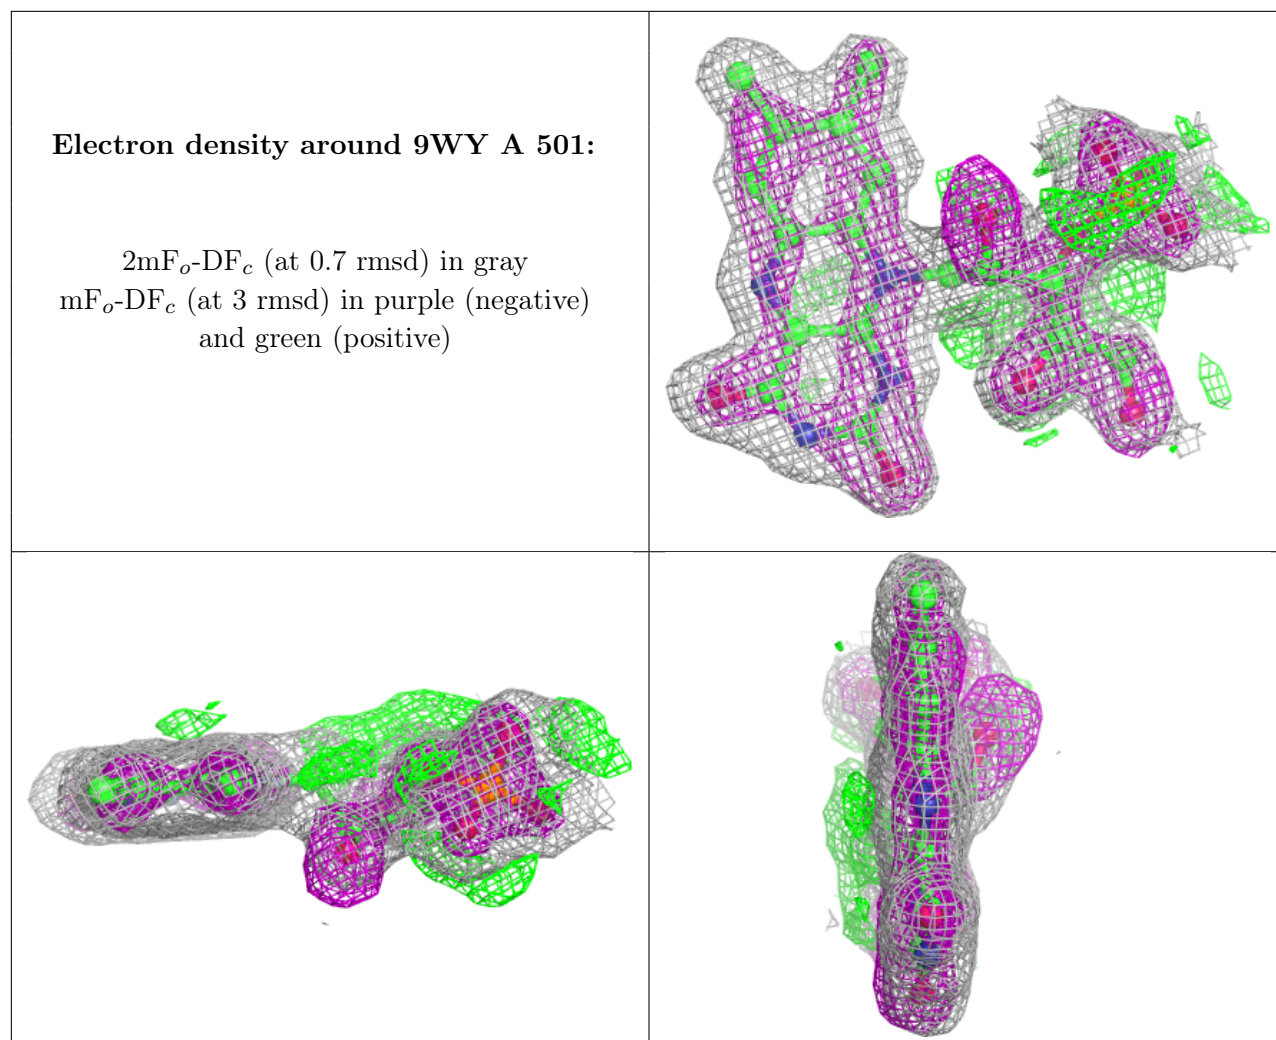 Electron density around 9WY A 501:
2mFo-DFc (at 0.7 rmsd) in gray
mFo-DFc (at 3 rmsd) in purple (negative)
and green (positive)